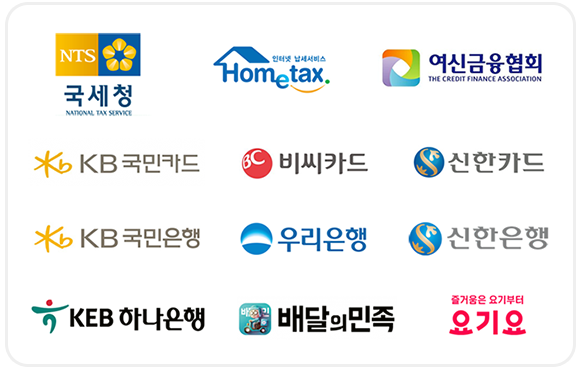 NTS
국세청
NATIONAL TAX SERVICE
인터넷 납세서비스
Hometax.
여신금융협회
THE CREDIT FINANCE ASSOCIATION
Kb KB 국민카드
BC 비씨카드
신한카드
Kb KB 국민은행
우리은행
신한은행
KEB 하나은행
배달의민족
즐거움은 요기부터
요기요